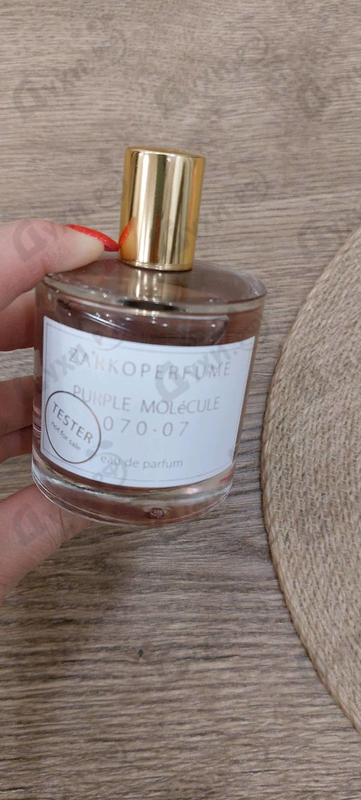 ZARKOPERFUME
PURPLE MOLéCULE
070·07
eau de parfum
TESTER
not for sale